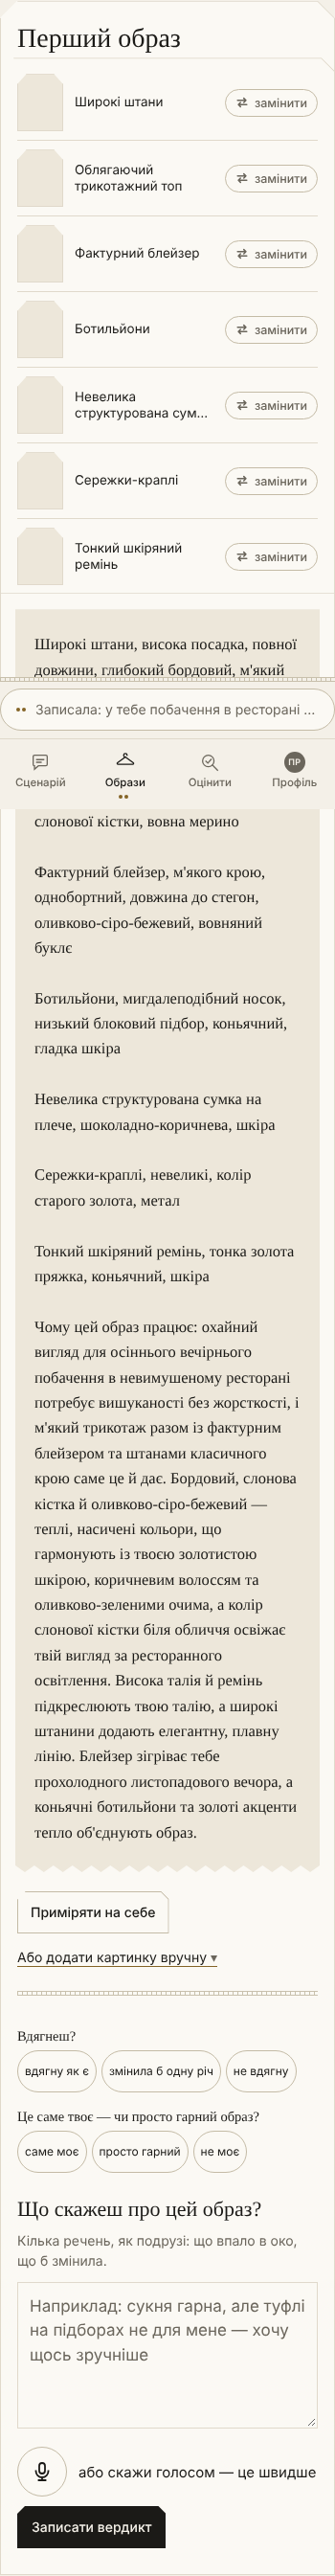 Перший образ
Широкі штани
замінити
Облягаючий
трикотажний топ
замінити
Фактурний блейзер
замінити
Ботильйони
замінити
Невелика
структурована сум...
замінити
Сережки-краплі
замінити
Тонкий шкіряний
ремінь
замінити
Широкі штани, висока посадка, повної
довжини, глибокий бордовий, м'який
Записала: у тебе побачення в ресторані ...
Сценарій
Образи
Оцінити
ПР
Профіль
слонової кістки, вовна мерино
Фактурний блейзер, м'якого крою,
однобортний, довжина до стегон,
оливково-сіро-бежевий, вовняний
буклє
Ботильйони, мигдалеподібний носок,
низький блоковий підбор, коньячний,
гладка шкіра
Невелика структурована сумка на
плече, шоколадно-коричнева, шкіра
Сережки-краплі, невеликі, колір
старого золота, метал
Тонкий шкіряний ремінь, тонка золота
пряжка, коньячний, шкіра
Чому цей образ працює: охайний
вигляд для осіннього вечірнього
побачення в невимушеному ресторані
потребує вишуканості без жорсткості, і
м'який трикотаж разом із фактурним
блейзером та штанами класичного
крою саме це й дає. Бордовий, слонова
кістка й оливково-сіро-бежевий —
теплі, насичені кольори, що
гармонують із твоєю золотистою
шкірою, коричневим волоссям та
оливково-зеленими очима, а колір
слонової кістки біля обличчя освіжає
твій вигляд за ресторанного
освітлення. Висока талія й ремінь
підкреслюють твою талію, а широкі
штанини додають елегантну, плавну
лінію. Блейзер зігріває тебе
прохолодного листопадового вечора, а
коньячні ботильйони та золоті акценти
тепло об'єднують образ.
Приміряти на себе
Або додати картинку вручну ▾
Вдягнеш?
вдягну як є
змінила б одну річ
не вдягну
Це саме твоє — чи просто гарний образ?
саме моє
просто гарний
не моє
Що скажеш про цей образ?
Кілька речень, як подрузі: що впало в око,
що б змінила.
Наприклад: сукня гарна, але туфлі
на підборах не для мене — хочу
щось зручніше
або скажи голосом — це швидше
Записати вердикт